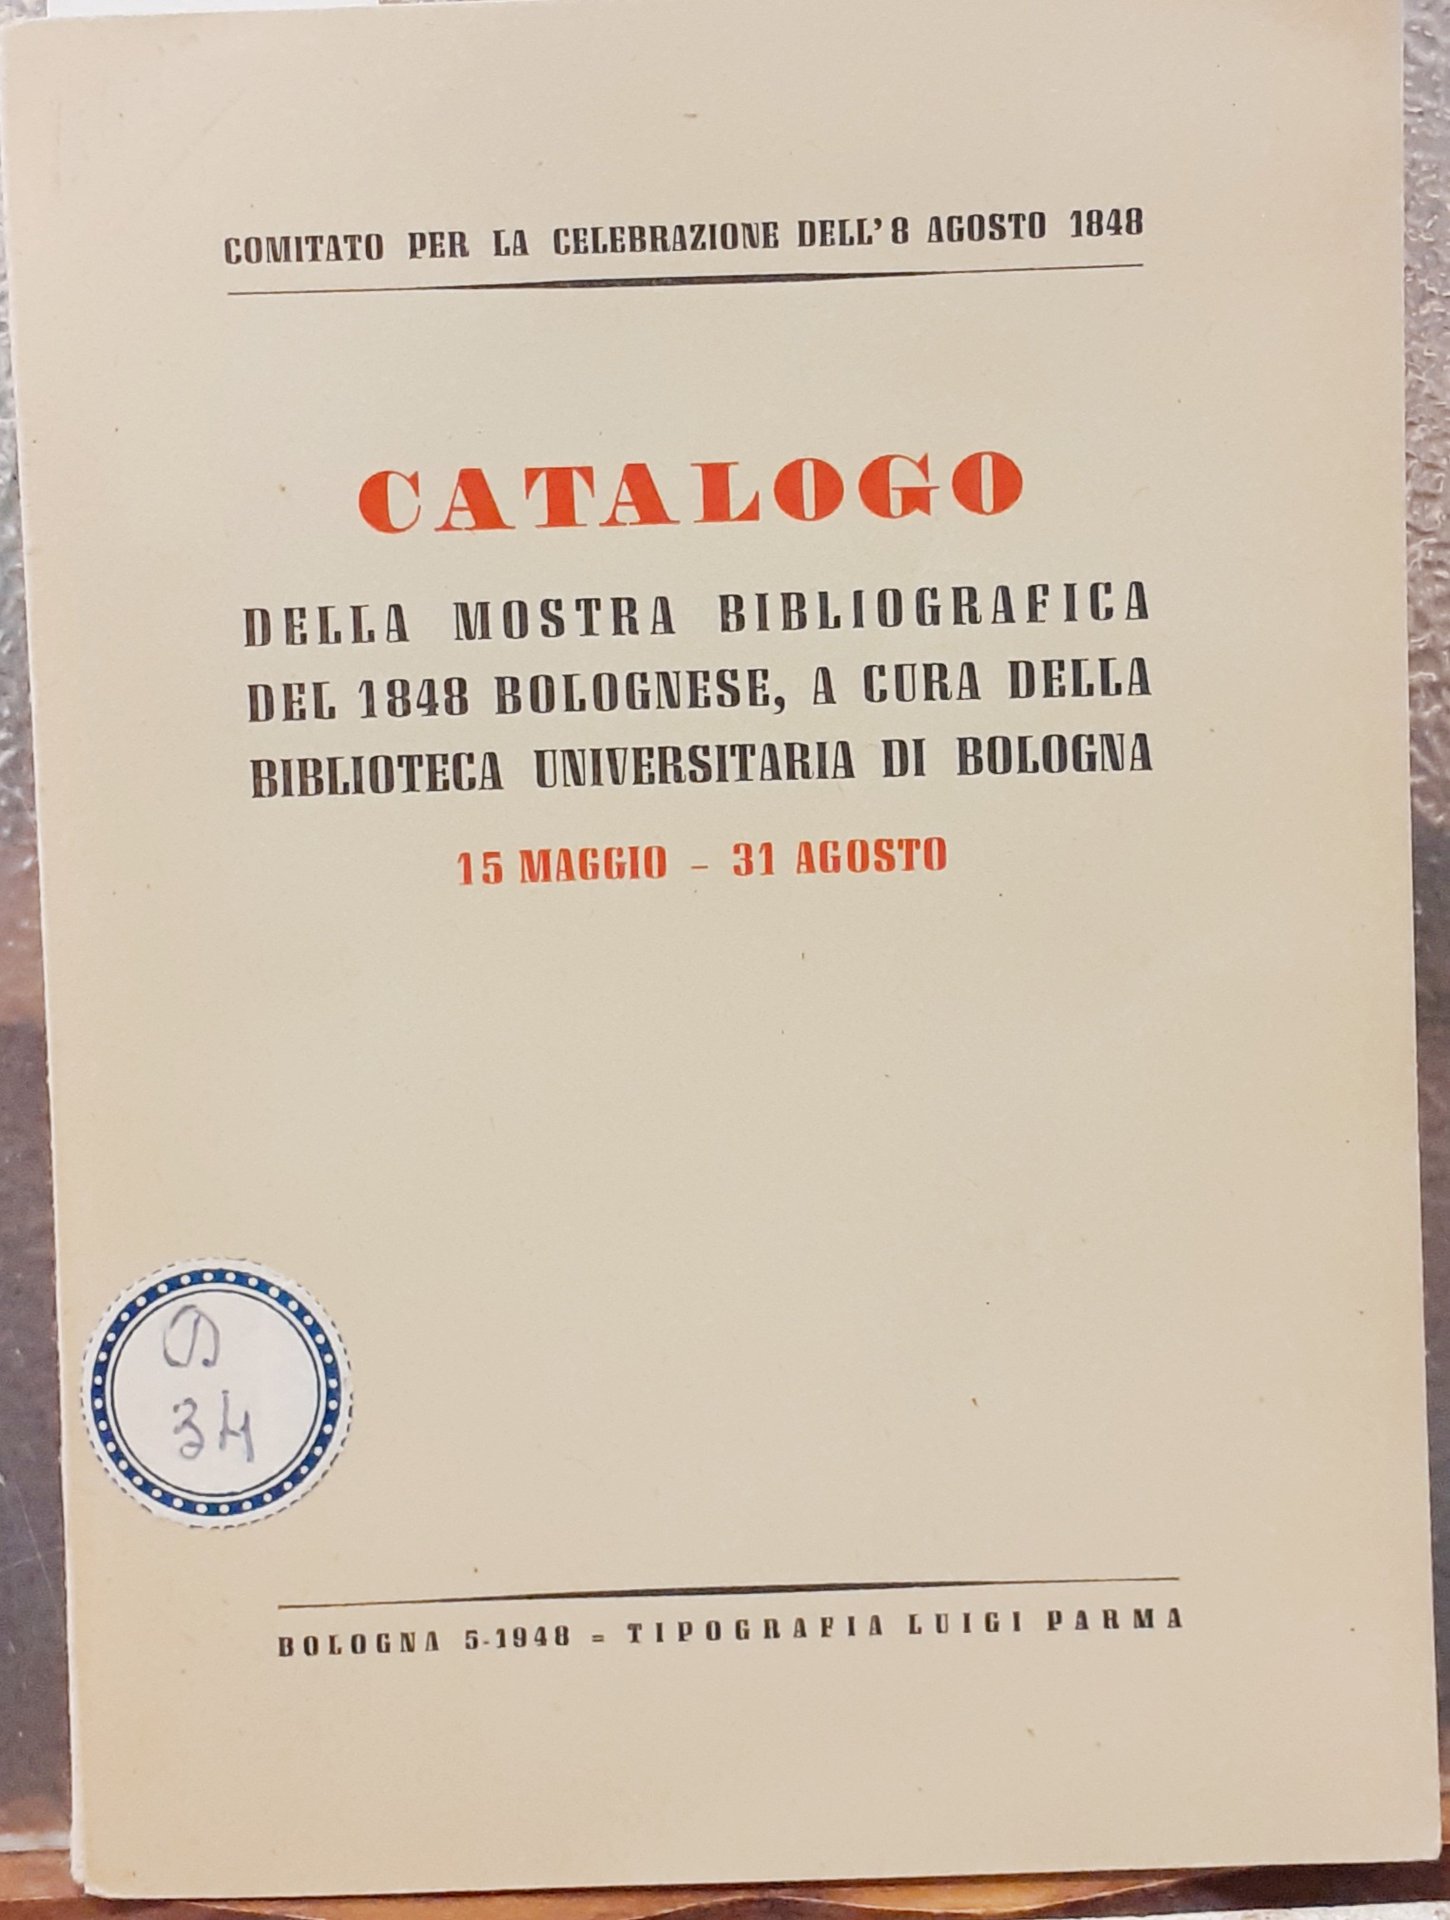 COMITATO PER LA CELEBRAZIONE DELL'8 AGOSTO 1848
CATALOGO
DELLA MOSTRA BIBLIOGRAFICA
DEL 1848 BOLOGNESE, A CURA DELLA
BIBLIOTECA UNIVERSITARIA DI BOLOGNA
15 MAGGIO - 31 AGOSTO
34
BOLOGNA 5-1948 = TIPOGRAFIA LUIGI PARMA